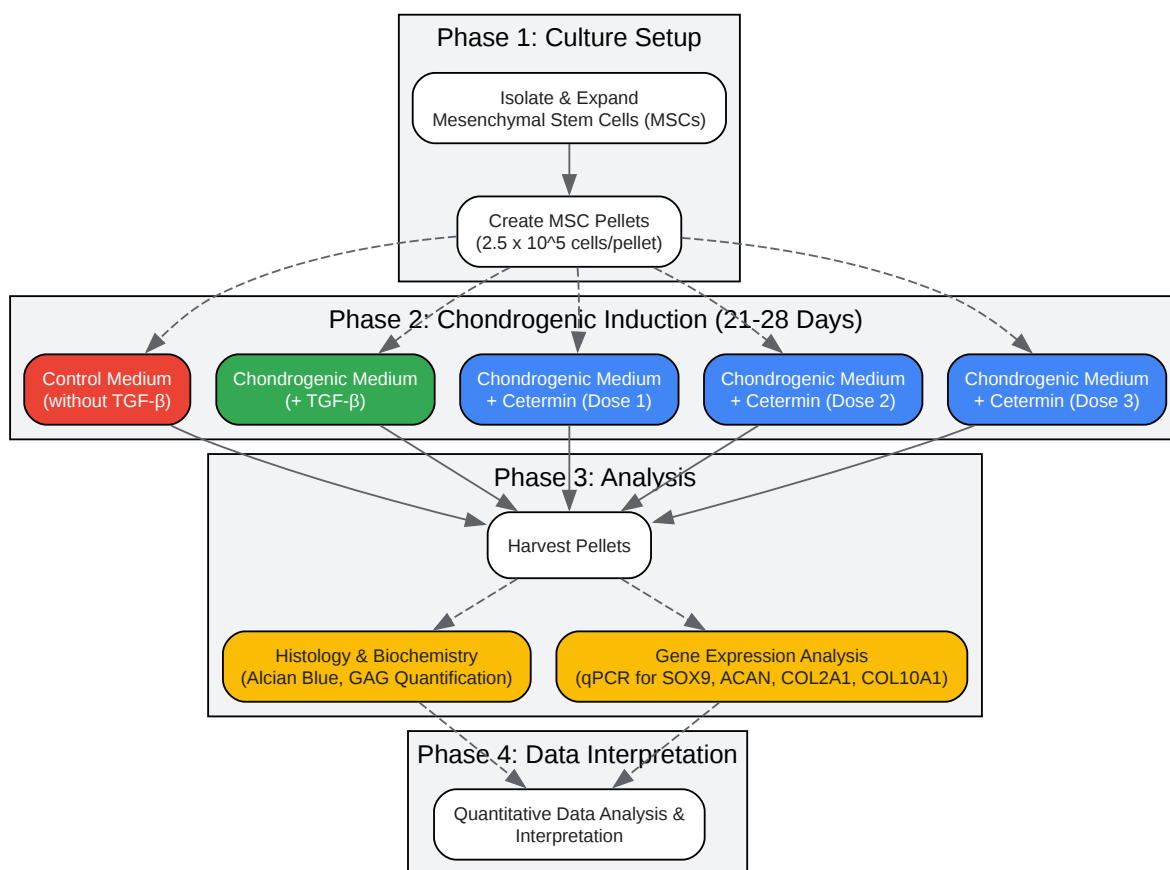 Phase 1: Culture Setup
Isolate & Expand
Mesenchymal Stem Cells (MSCs)
Create MSC Pellets
(2.5 x 10^5 cells/pellet)
Phase 2: Chondrogenic Induction (21-28 Days)
Control Medium
(without TGF-β)
Chondrogenic Medium
(+ TGF-β)
Chondrogenic Medium
+ Cetermin (Dose 1)
Chondrogenic Medium
+ Cetermin (Dose 2)
Chondrogenic Medium
+ Cetermin (Dose 3)
Phase 3: Analysis
Harvest Pellets
Histology & Biochemistry
(Alcian Blue, GAG Quantification)
Gene Expression Analysis
(qPCR for SOX9, ACAN, COL2A1, COL10A1)
Phase 4: Data Interpretation
Quantitative Data Analysis &
Interpretation